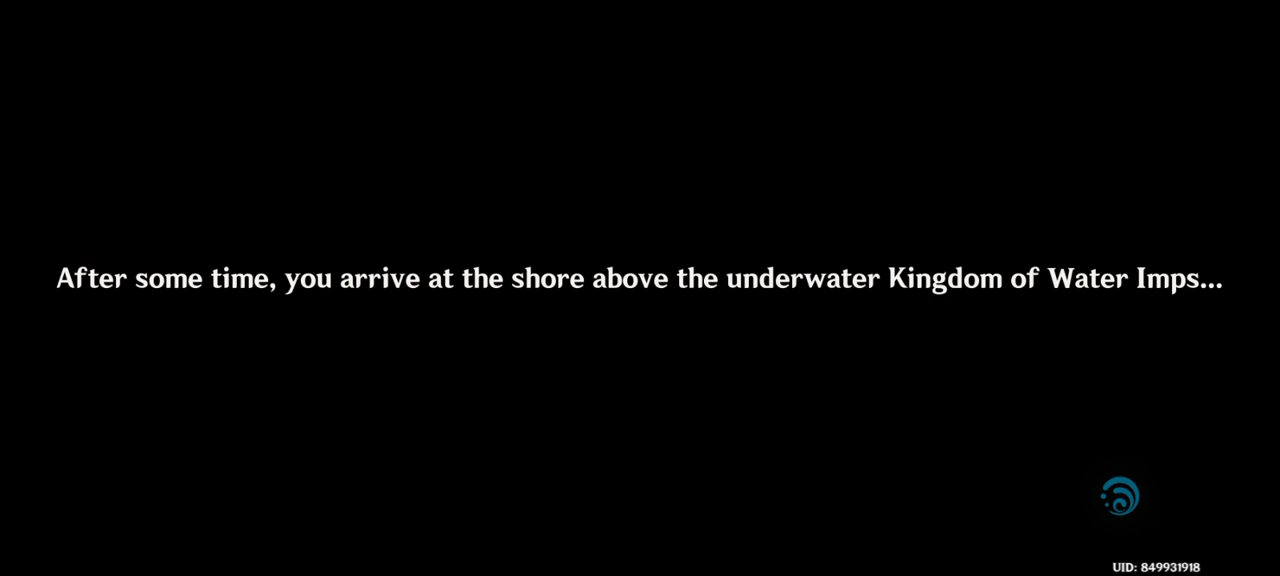 After some time, you arrive at the shore above the underwater Kingdom of Water Imps...
UID: 849931918